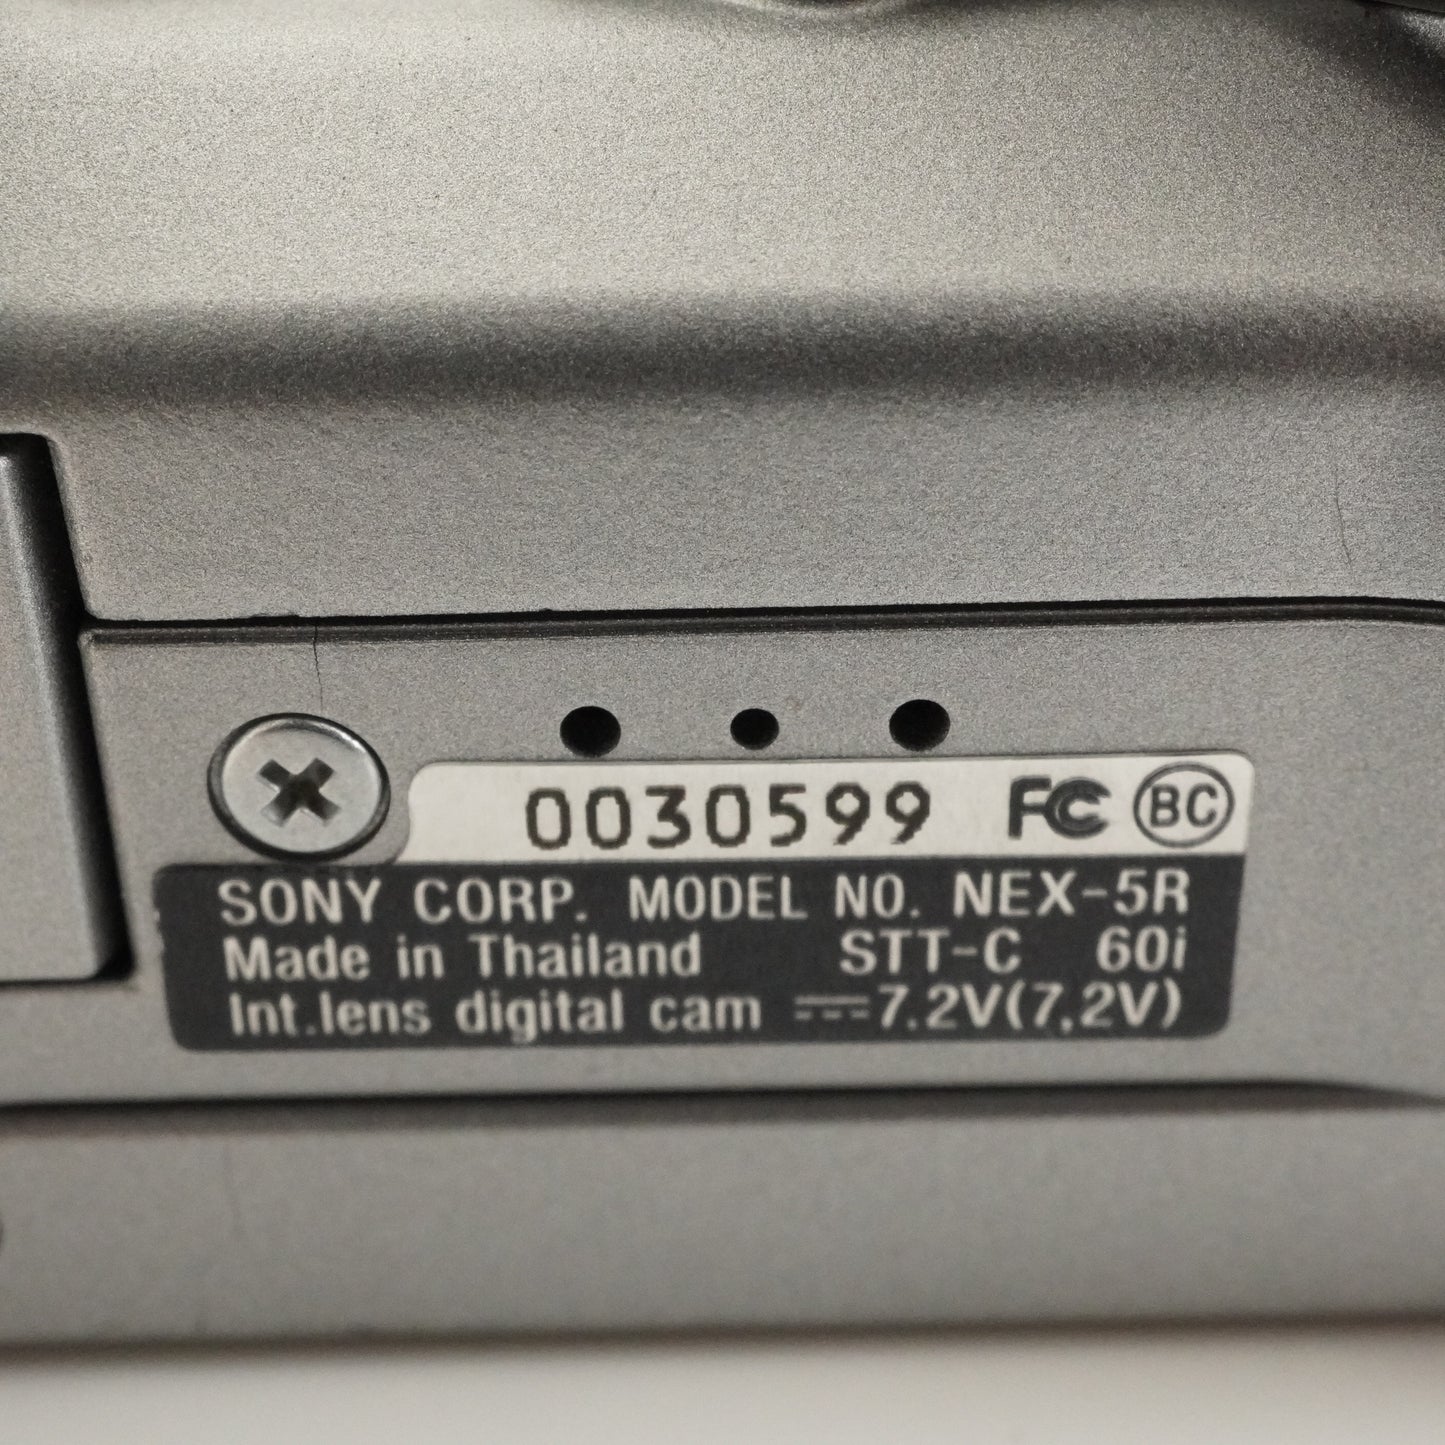 0030599 FC BC
SONY CORP. MODEL NO. NEX-5R
Made in Thailand STT-C 60i
Int.lens digital cam ⎓7.2V(7,2V)